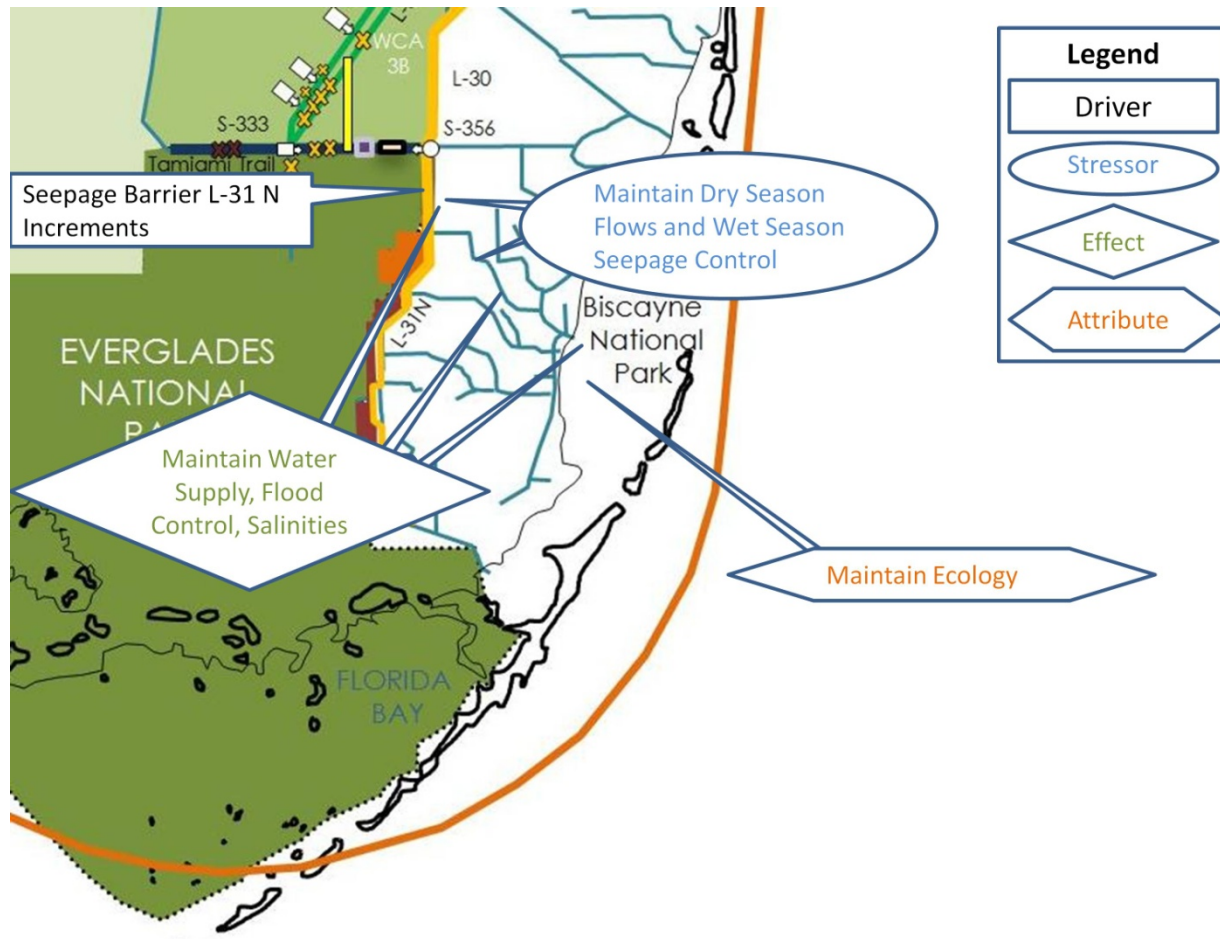 L-
WCA
3B
L-30
S-333
S-356
Tamiami Trail
Seepage Barrier L-31 N
Increments
Maintain Dry Season
Flows and Wet Season
Seepage Control
L-31N
Biscayne
National
Park
EVERGLADES
NATIONAL
Maintain Water
Supply, Flood
Control, Salinities
Maintain Ecology
FLORIDA
BAY
Legend
Driver
Stressor
Effect
Attribute